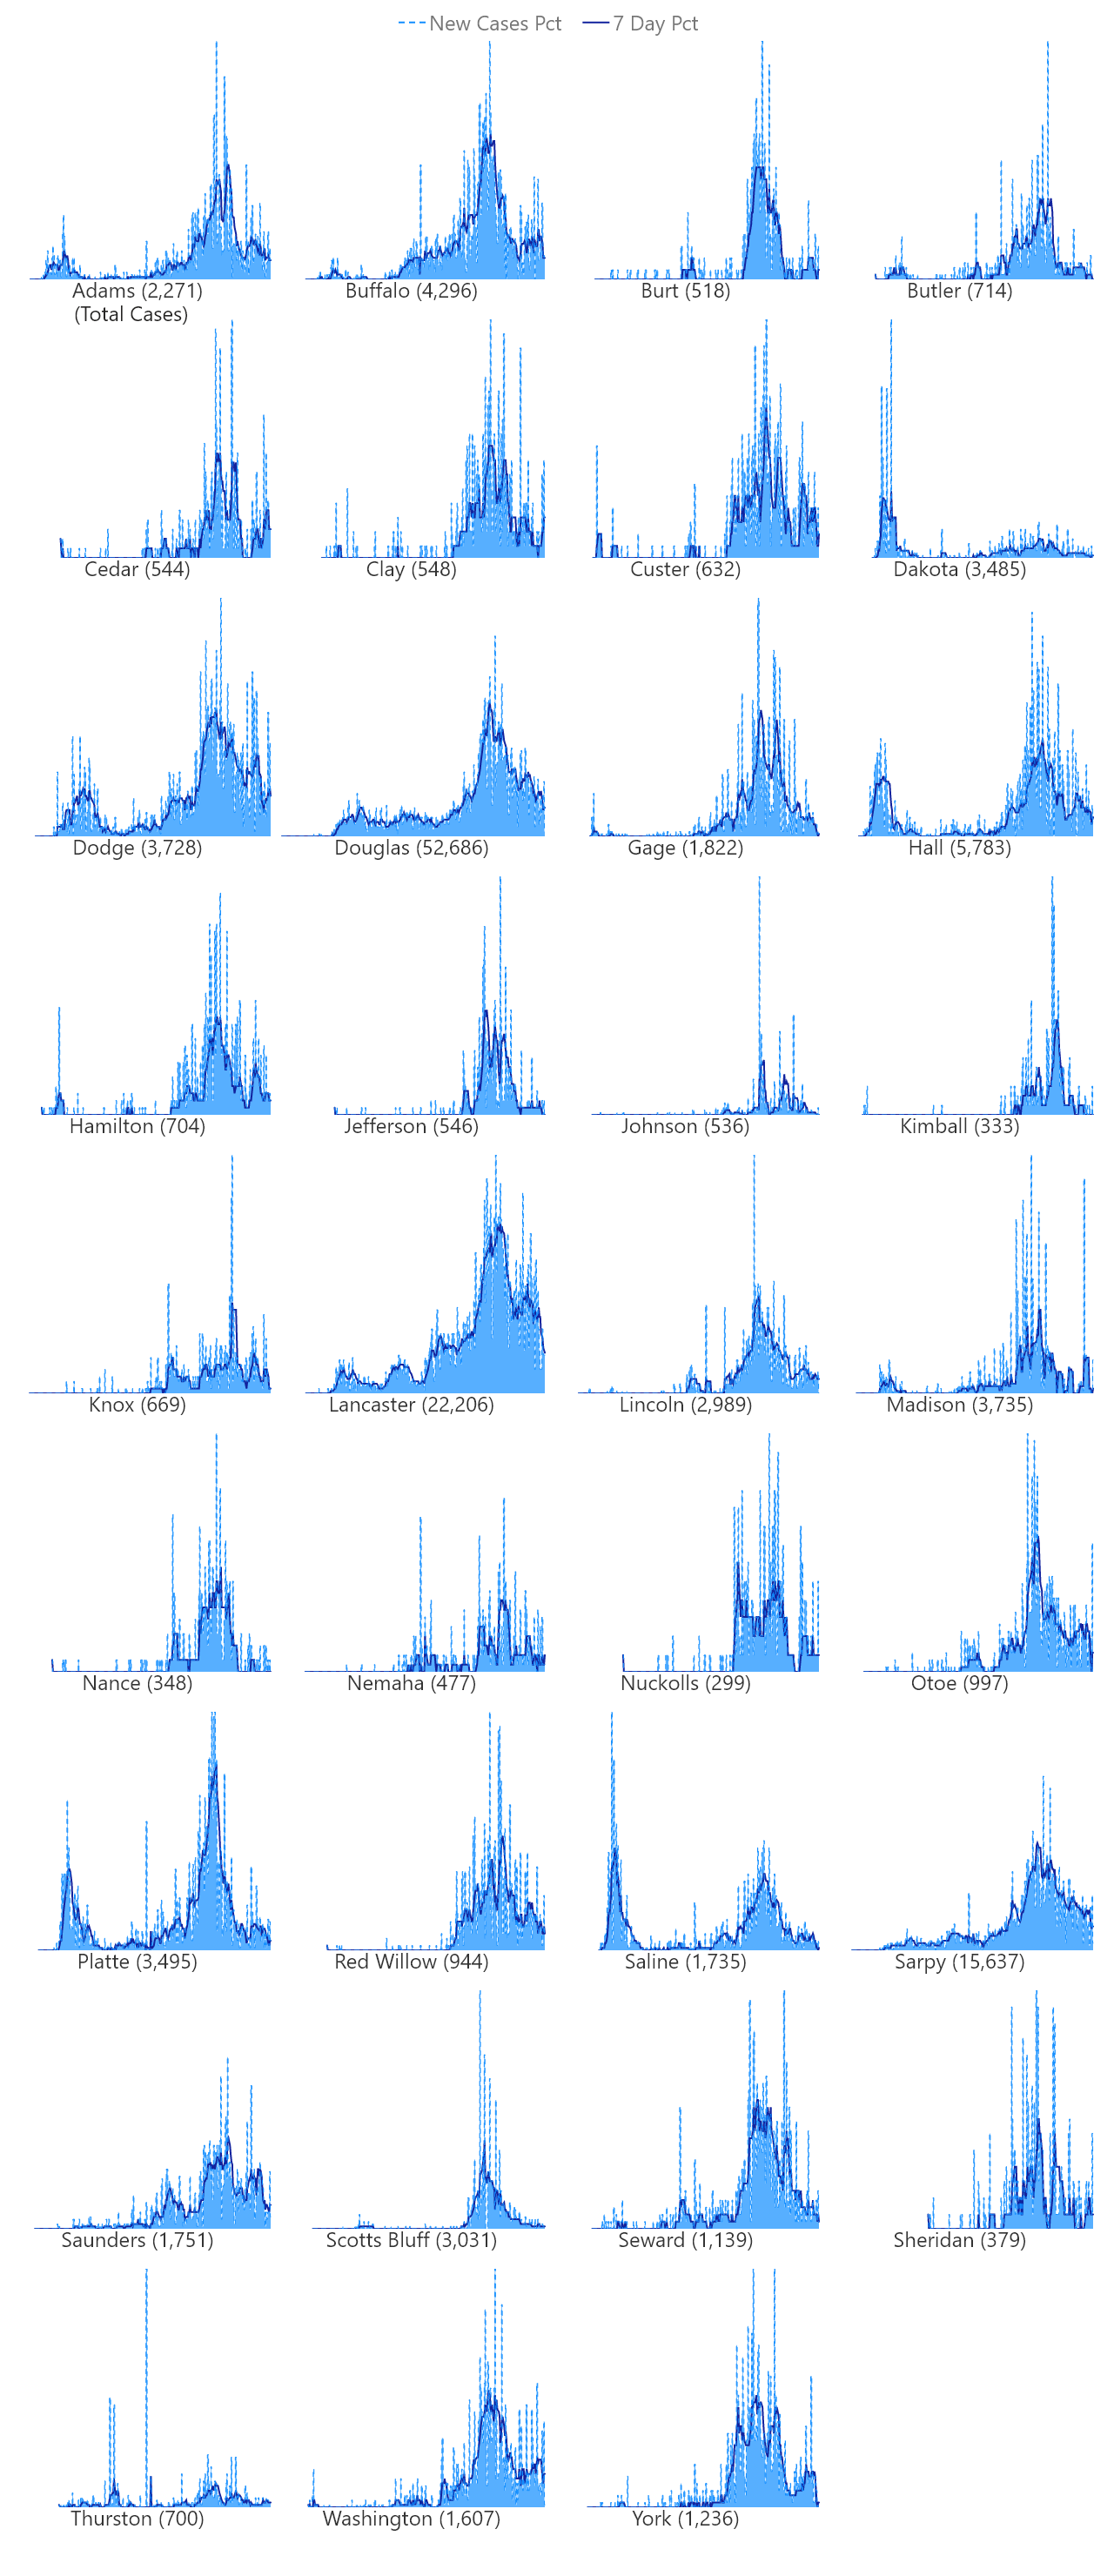 New Cases Pct 7 Day Pct
Adams (2,271) Buffalo (4,296) Burt (518) Butler (714)
(Total Cases)
Cedar (544) Clay (548) Custer (632) Dakota (3,485)
Dodge (3,728) Douglas (52,686) Gage (1,822) Hall (5,783)
Hamilton (704) Jefferson (546) Johnson (536) Kimball (333)
Knox (669) Lancaster (22,206) Lincoln (2,989) Madison (3,735)
Nance (348) Nemaha (477) Nuckolls (299) Otoe (997)
Platte (3,495) Red Willow (944) Saline (1,735) Sarpy (15,637)
Saunders (1,751) Scotts Bluff (3,031) Seward (1,139) Sheridan (379)
Thurston (700) Washington (1,607) York (1,236)